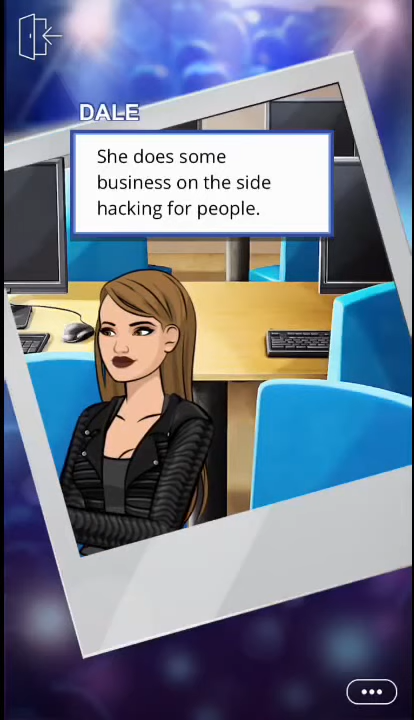 DALE
She does some
business on the side
hacking for people.